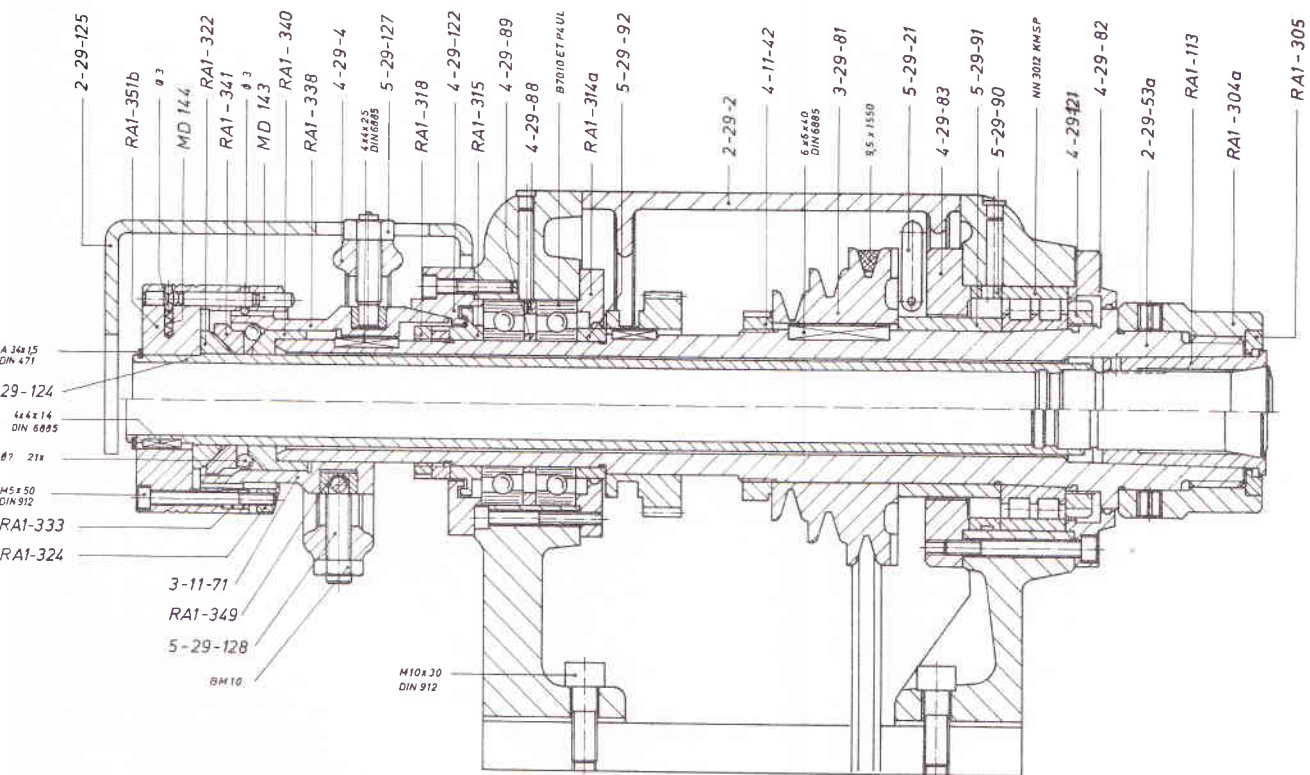 2-29-125
RA1-351b
ø 3
MD 144
RA1-322
RA1-341
ø 3
MD 143
RA1-340
RA1-338
4-29-4
4x4x25
DIN 6885
5-29-127
RA1-318
4-29-122
RA1-315
4-29-89
4-29-88
B7010ETP4UL
RA1-314a
5-29-92
2-29-2
4-11-42
6x6x40
DIN 6885
3-29-81
9,5 x 1550
5-29-21
4-29-83
5-29-91
5-29-90
NN3012 KMSP
4-29-121
4-29-82
2-29-53a
RA1-113
RA1-304a
RA1-305
A 34x1,5
DIN 471
29-124
4x4x14
DIN 6885
M5x50
DIN 912
RA1-333
RA1-324
3-11-71
RA1-349
5-29-128
BM10
M10x30
DIN 912